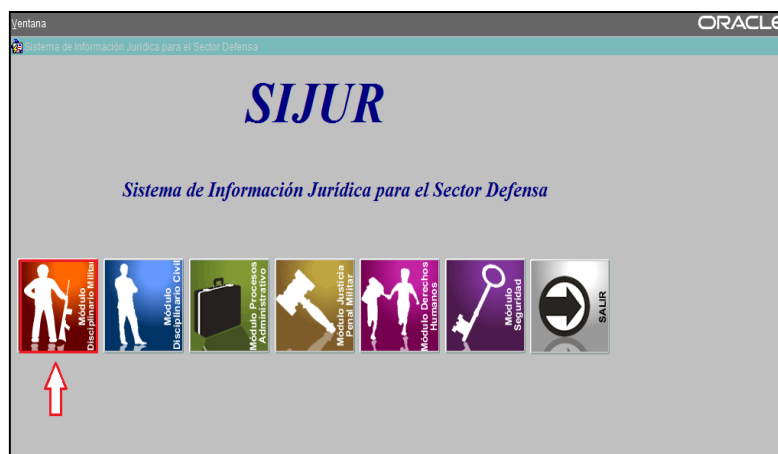 Ventana
ORACLE
Sistema de Información Juridica para el Sector Defensa
SIJUR
Sistema de Información Jurídica para el Sector Defensa
Módulo
Disciplinario Militar
Módulo
Disciplinario Civil
Módulo Procesos
Administrativo
Módulo Justicia
Penal Militar
Módulo Derechos
Humanos
Módulo
Seguridad
SALIR